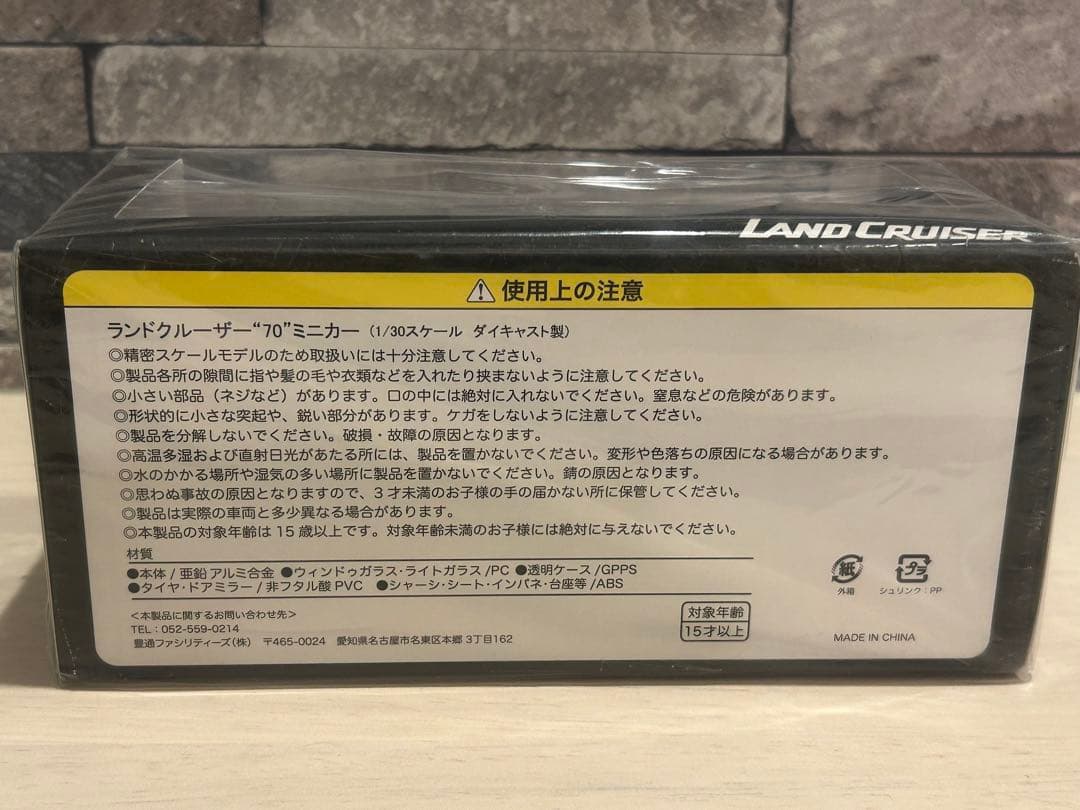 LAND CRUISER
使用上の注意
ランドクルーザー“70”ミニカー（1/30スケール ダイキャスト製）
◎精密スケールモデルのため取扱いには十分注意してください。
◎製品各所の隙間に指や髪の毛や衣類などを入れたり挟まないように注意してください。
◎小さい部品（ネジなど）があります。口の中には絶対に入れないでください。窒息などの危険があります。
◎形状的に小さな突起や、鋭い部分があります。ケガをしないように注意してください。
◎製品を分解しないでください。破損・故障の原因となります。
◎高温多湿および直射日光があたる所には、製品を置かないでください。変形や色落ちの原因になる場合があります。
◎水のかかる場所や湿気の多い場所に製品を置かないでください。錆の原因となります。
◎思わぬ事故の原因となりますので、3才未満のお子様の手の届かない所に保管してください。
◎製品は実際の車両と多少異なる場合があります。
◎本製品の対象年齢は15歳以上です。対象年齢未満のお子様には絶対に与えないでください。
材質
●本体/亜鉛アルミ合金 ●ウィンドゥガラス・ライトガラス/PC ●透明ケース/GPPS
●タイヤ・ドアミラー/非フタル酸PVC ●シャーシ・シート・インパネ・台座等/ABS
<本製品に関するお問い合わせ先>
TEL：052-559-0214
豊通ファシリティーズ(株) 〒465-0024 愛知県名古屋市名東区本郷3丁目162
対象年齢
15才以上
紙
外箱
プラ
シュリンク：PP
MADE IN CHINA